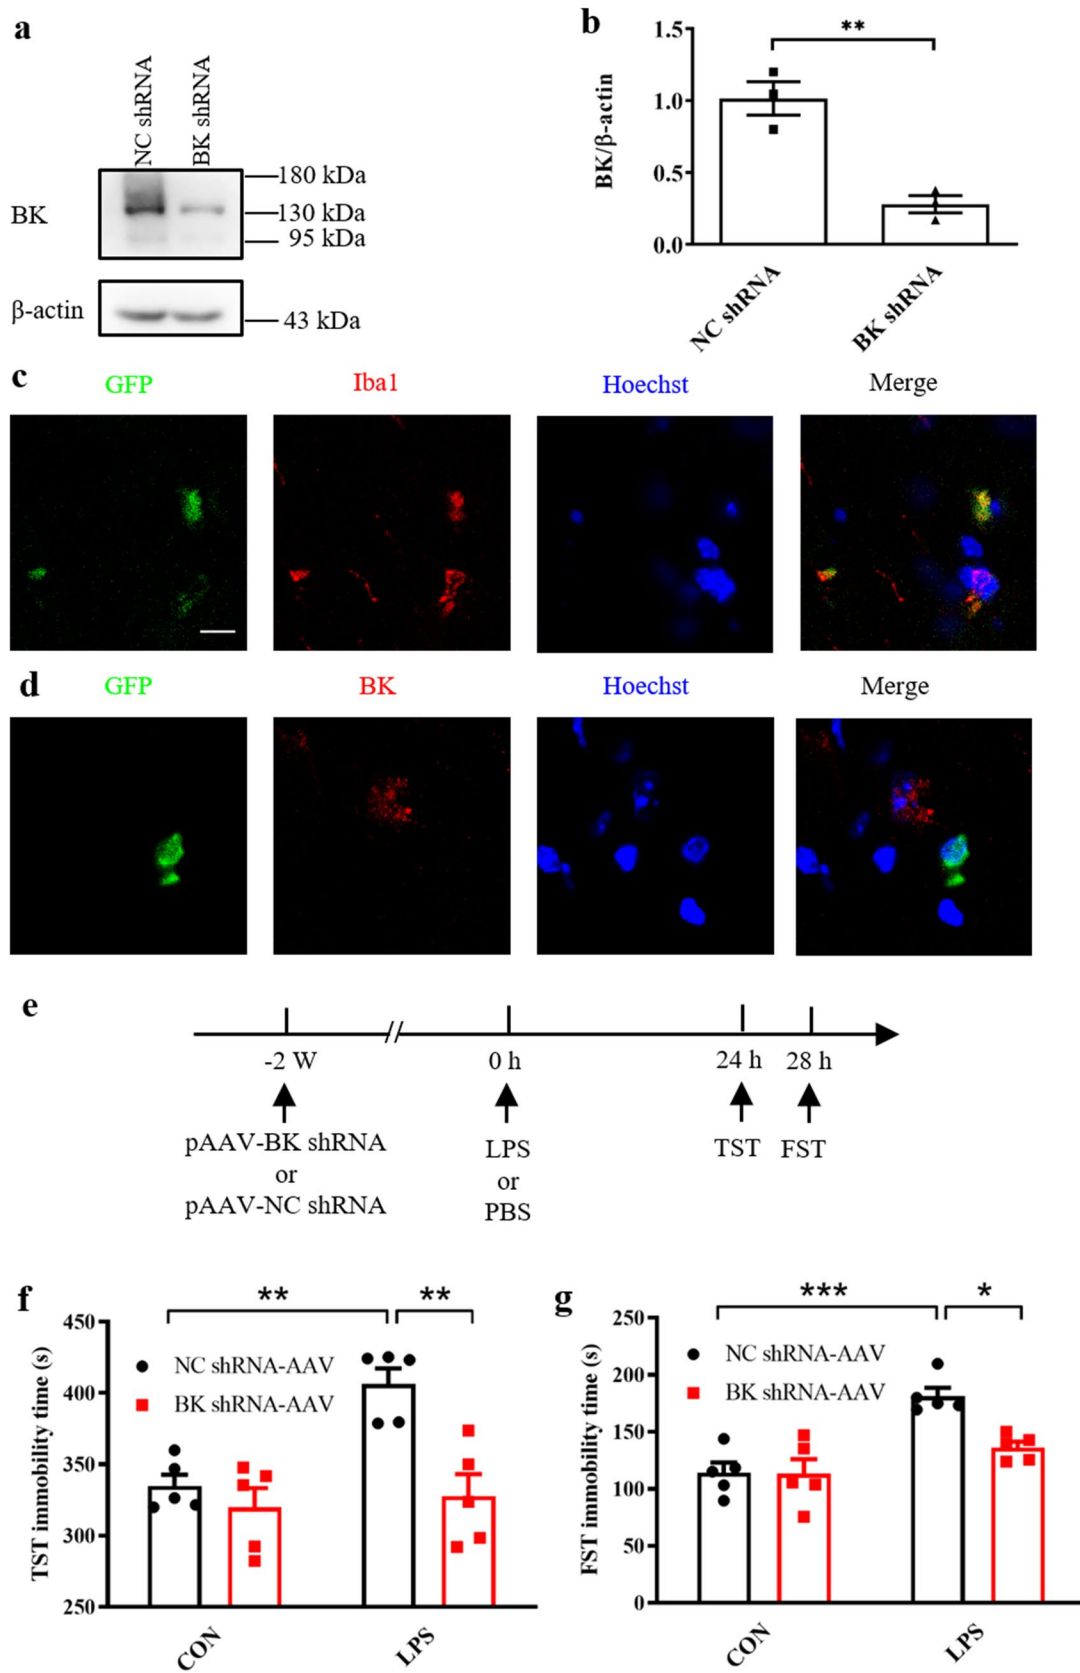 a
NC shRNA
BK shRNA
BK
180 kDa
130 kDa
95 kDa
β-actin
43 kDa
b
**
BK/β-actin
1.5
1.0
0.5
0.0
NC shRNA
BK shRNA
c
GFP
Iba1
Hoechst
Merge
d
GFP
BK
Hoechst
Merge
e
-2 W
0 h
24 h
28 h
pAAV-BK shRNA
or
pAAV-NC shRNA
LPS
or
PBS
TST
FST
f
**
**
TST immobility time (s)
450
400
350
300
250
NC shRNA-AAV
BK shRNA-AAV
CON
LPS
g
***
*
FST immobility time (s)
250
200
150
100
50
0
NC shRNA-AAV
BK shRNA-AAV
CON
LPS